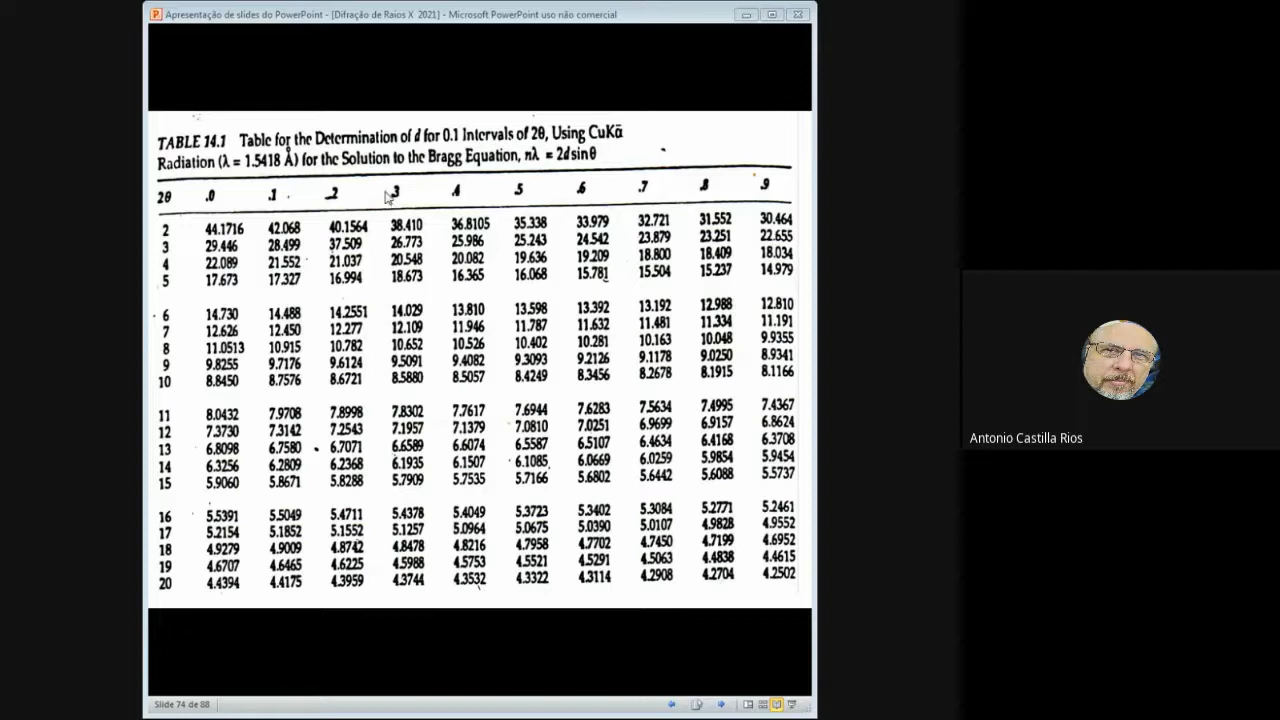 Apresentação de slides do PowerPoint - [Difração de Raios X 2021] - Microsoft PowerPoint uso não comercial
TABLE 14.1 Table for the Determination of d for 0.1 Intervals of 2θ, Using CuKᾱ
Radiation (λ = 1.5418 Å) for the Solution to the Bragg Equation, nλ = 2d sin θ
2θ .0 .1 .2 .3 .4 .5 .6 .7 .8 .9
2 44.1716 42.068 40.1564 38.410 36.8105 35.338 33.979 32.721 31.552 30.464
3 29.446 28.499 37.509 26.773 25.986 25.243 24.542 23.879 23.251 22.655
4 22.089 21.552 21.037 20.548 20.082 19.636 19.209 18.800 18.409 18.034
5 17.673 17.327 16.994 18.673 16.365 16.068 15.781 15.504 15.237 14.979
6 14.730 14.488 14.2551 14.029 13.810 13.598 13.392 13.192 12.988 12.810
7 12.626 12.450 12.277 12.109 11.946 11.787 11.632 11.481 11.334 11.191
8 11.0513 10.915 10.782 10.652 10.526 10.402 10.281 10.163 10.048 9.9355
9 9.8255 9.7176 9.6124 9.5091 9.4082 9.3093 9.2126 9.1178 9.0250 8.9341
10 8.8450 8.7576 8.6721 8.5880 8.5057 8.4249 8.3456 8.2678 8.1915 8.1166
11 8.0432 7.9708 7.8998 7.8302 7.7617 7.6944 7.6283 7.5634 7.4995 7.4367
12 7.3730 7.3142 7.2543 7.1957 7.1379 7.0810 7.0251 6.9699 6.9157 6.8624
13 6.8098 6.7580 6.7071 6.6589 6.6074 6.5587 6.5107 6.4634 6.4168 6.3708
14 6.3256 6.2809 6.2368 6.1935 6.1507 6.1085 6.0669 6.0259 5.9854 5.9454
15 5.9060 5.8671 5.8288 5.7909 5.7535 5.7166 5.6802 5.6442 5.6088 5.5737
16 5.5391 5.5049 5.4711 5.4378 5.4049 5.3723 5.3402 5.3084 5.2771 5.2461
17 5.2154 5.1852 5.1552 5.1257 5.0964 5.0675 5.0390 5.0107 4.9828 4.9552
18 4.9279 4.9009 4.8742 4.8478 4.8216 4.7958 4.7702 4.7450 4.7199 4.6952
19 4.6707 4.6465 4.6225 4.5988 4.5753 4.5521 4.5291 4.5063 4.4838 4.4615
20 4.4394 4.4175 4.3959 4.3744 4.3532 4.3322 4.3114 4.2908 4.2704 4.2502
Antonio Castilla Rios
Slide 74 de 88